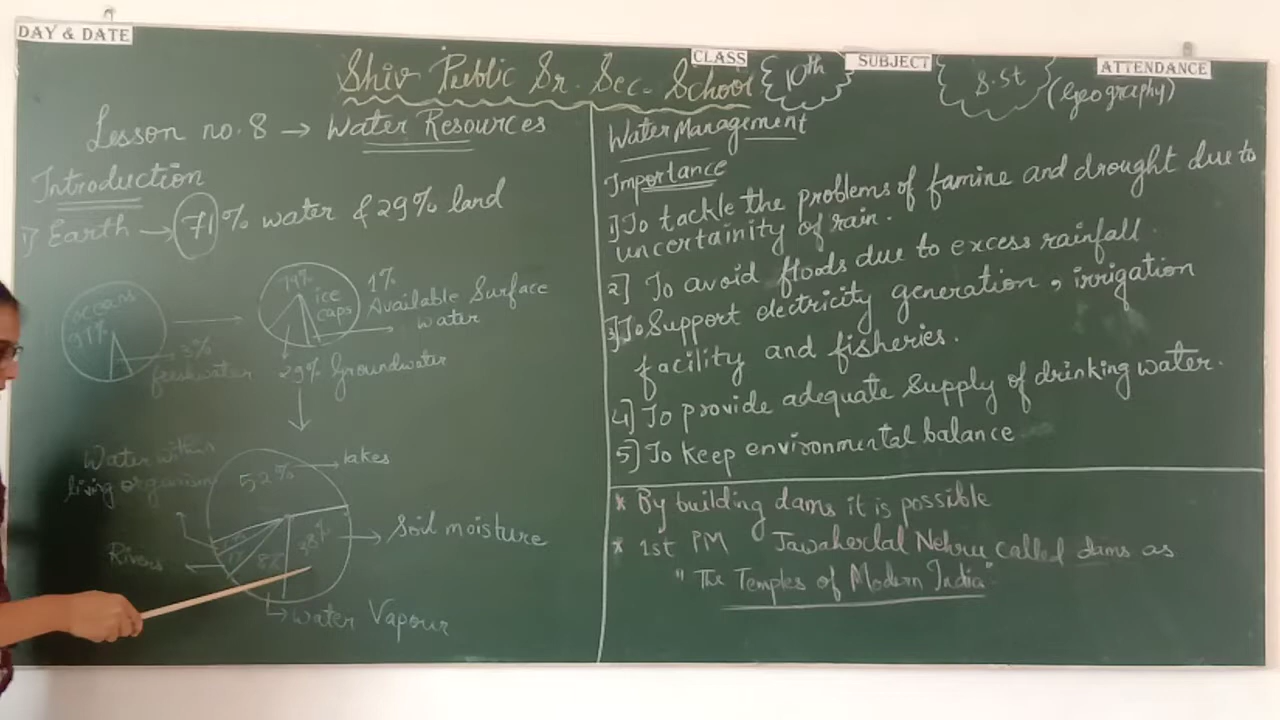 DAY & DATE
CLASS
SUBJECT
ATTENDANCE
Shiv Public Sr. Sec. School
10th
S.St (Geography)
Lesson no. 8 → Water Resources
Introduction
1) Earth → 71% water & 29% land
oceans
97%
3%
freshwater
79%
ice
caps
1%
Available Surface
water
29% Groundwater
Water within
living organism
52%
lakes
38%
Soil moisture
Rivers
1%
8%
Water Vapour
Water Management
Importance
1) To tackle the problems of famine and drought due to
uncertainity of rain.
2] To avoid floods due to excess rainfall.
3] To Support electricity generation, irrigation
facility and fisheries.
4] To provide adequate supply of drinking water.
5] To keep environmental balance
* By building dams it is possible
* 1st PM Jawaherlal Nehru called dams as
"The Temples of Modern India"